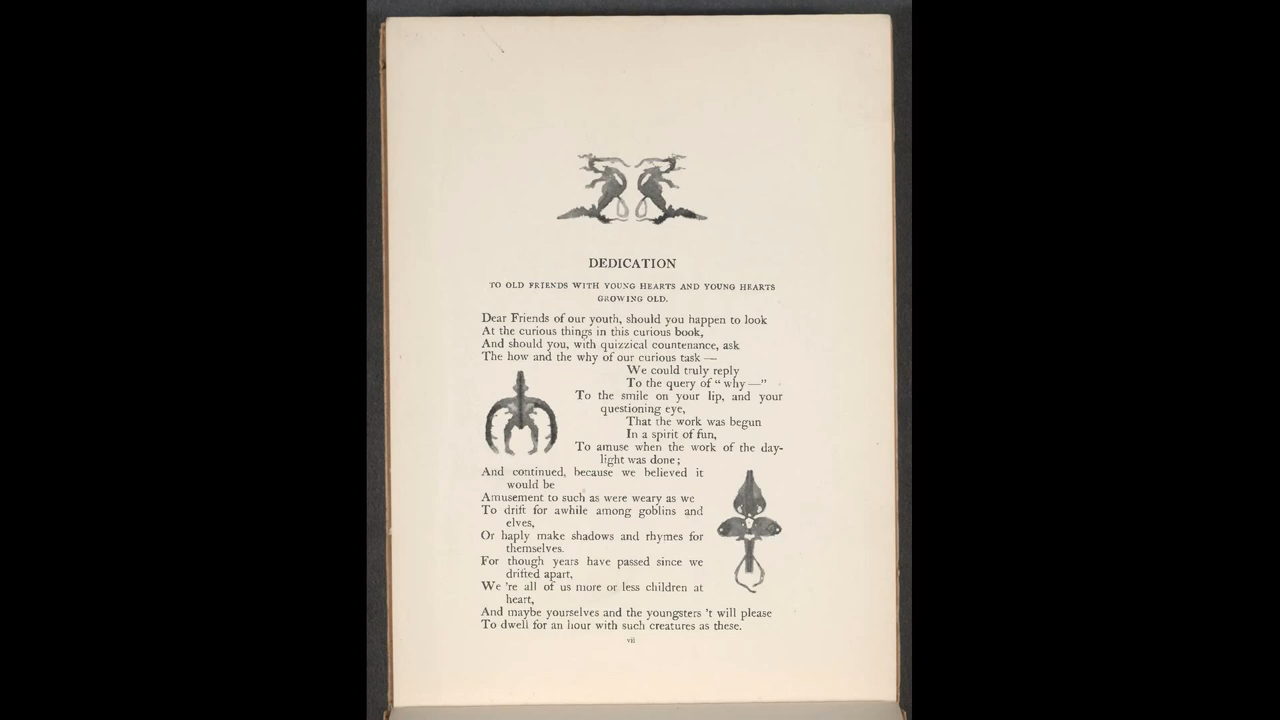 DEDICATION
TO OLD FRIENDS WITH YOUNG HEARTS AND YOUNG HEARTS
GROWING OLD.
Dear Friends of our youth, should you happen to look
At the curious things in this curious book,
And should you, with quizzical countenance, ask
The how and the why of our curious task —
We could truly reply
To the query of “ why —”
To the smile on your lip, and your
questioning eye,
That the work was begun
In a spirit of fun,
To amuse when the work of the day-
light was done ;
And continued, because we believed it
would be
Amusement to such as were weary as we
To drift for awhile among goblins and
elves,
Or haply make shadows and rhymes for
themselves.
For though years have passed since we
drifted apart,
We 're all of us more or less children at
heart,
And maybe yourselves and the youngsters 't will please
To dwell for an hour with such creatures as these.
vii